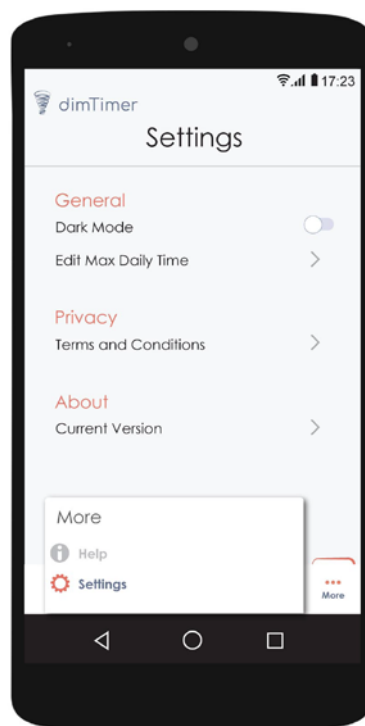 17:23
dimTimer
Settings
General
Dark Mode
Edit Max Daily Time
Privacy
Terms and Conditions
About
Current Version
More
Help
Settings
More